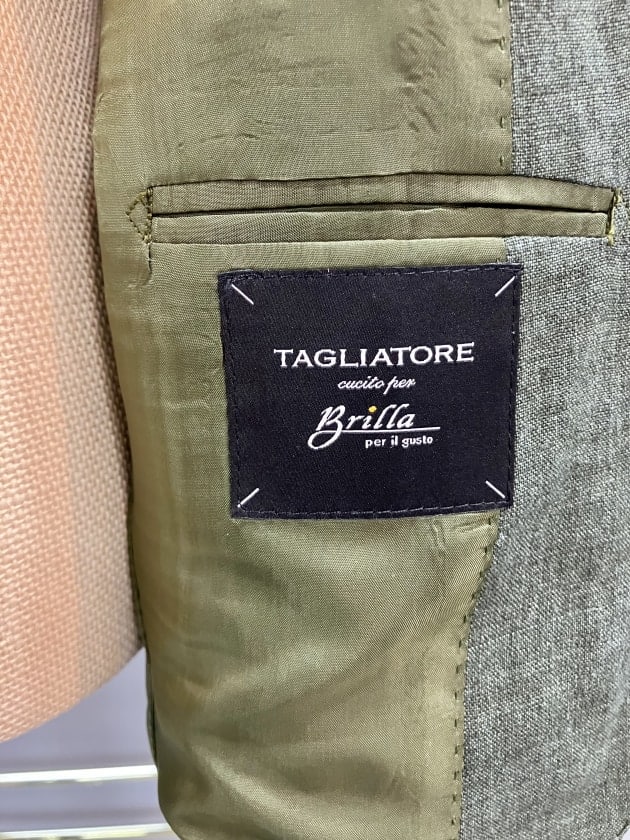 TAGLIATORE
cucito per
Brilla
per il gusto